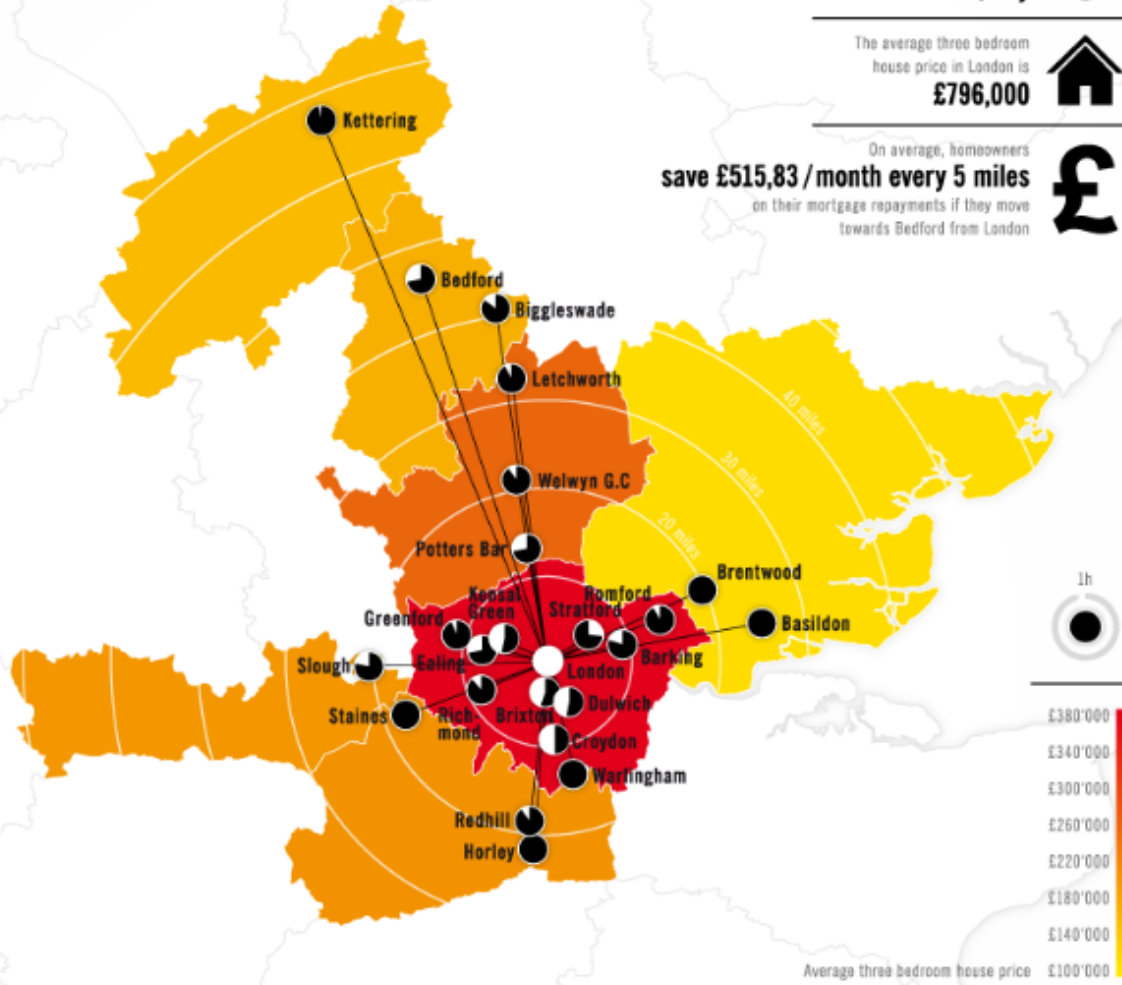 The average three bedroom
house price in London is
£796,000
On average, homeowners
save £515,83 / month every 5 miles
on their mortgage repayments if they move
towards Bedford from London
Kettering
Bedford
Biggleswade
Letchworth
40 miles
30 miles
Welwyn G.C
20 miles
Potters Bar
Brentwood
Kensal
Green
Romford
Stratford
Greenford
Basildon
1h
Ealing
Barking
Slough
London
Dulwich
Staines
Rich-
mond
Brixton
Croydon
Warlingham
Redhill
Horley
£380'000
£340'000
£300'000
£260'000
£220'000
£180'000
£140'000
Average three bedroom house price £100'000